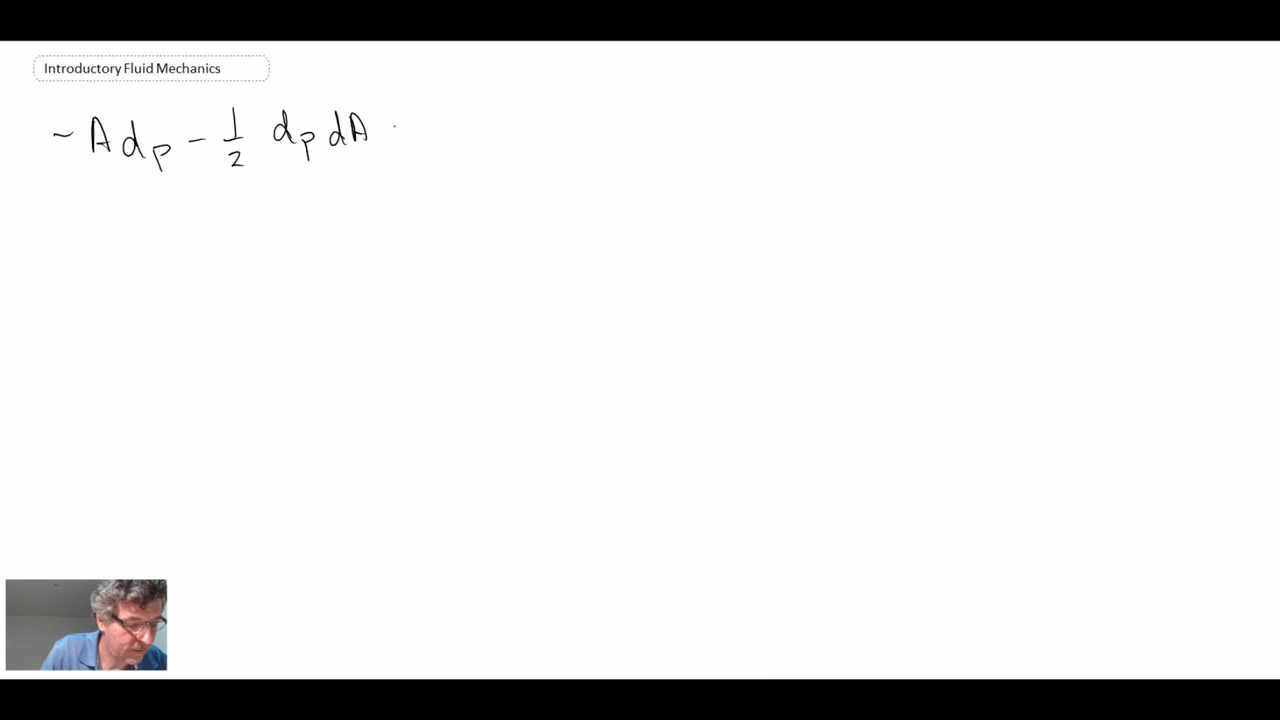 Introductory Fluid Mechanics
- A dp - 1/2 dp dA